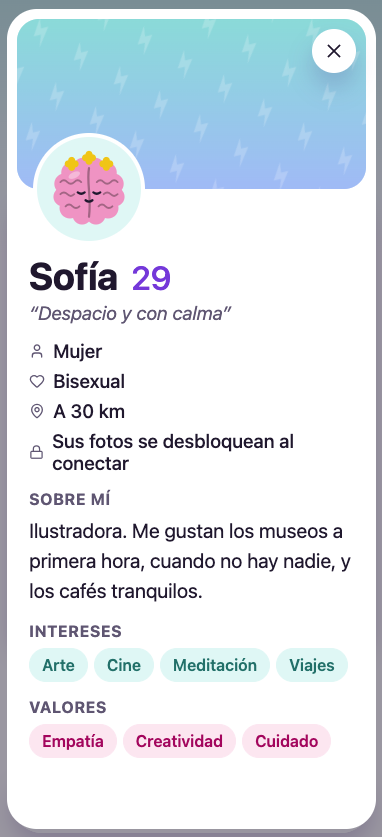 Sofía 29
“Despacio y con calma”
Mujer
Bisexual
A 30 km
Sus fotos se desbloquean al
conectar
SOBRE MÍ
Ilustradora. Me gustan los museos a
primera hora, cuando no hay nadie, y
los cafés tranquilos.
INTERESES
Arte Cine Meditación Viajes
VALORES
Empatía Creatividad Cuidado